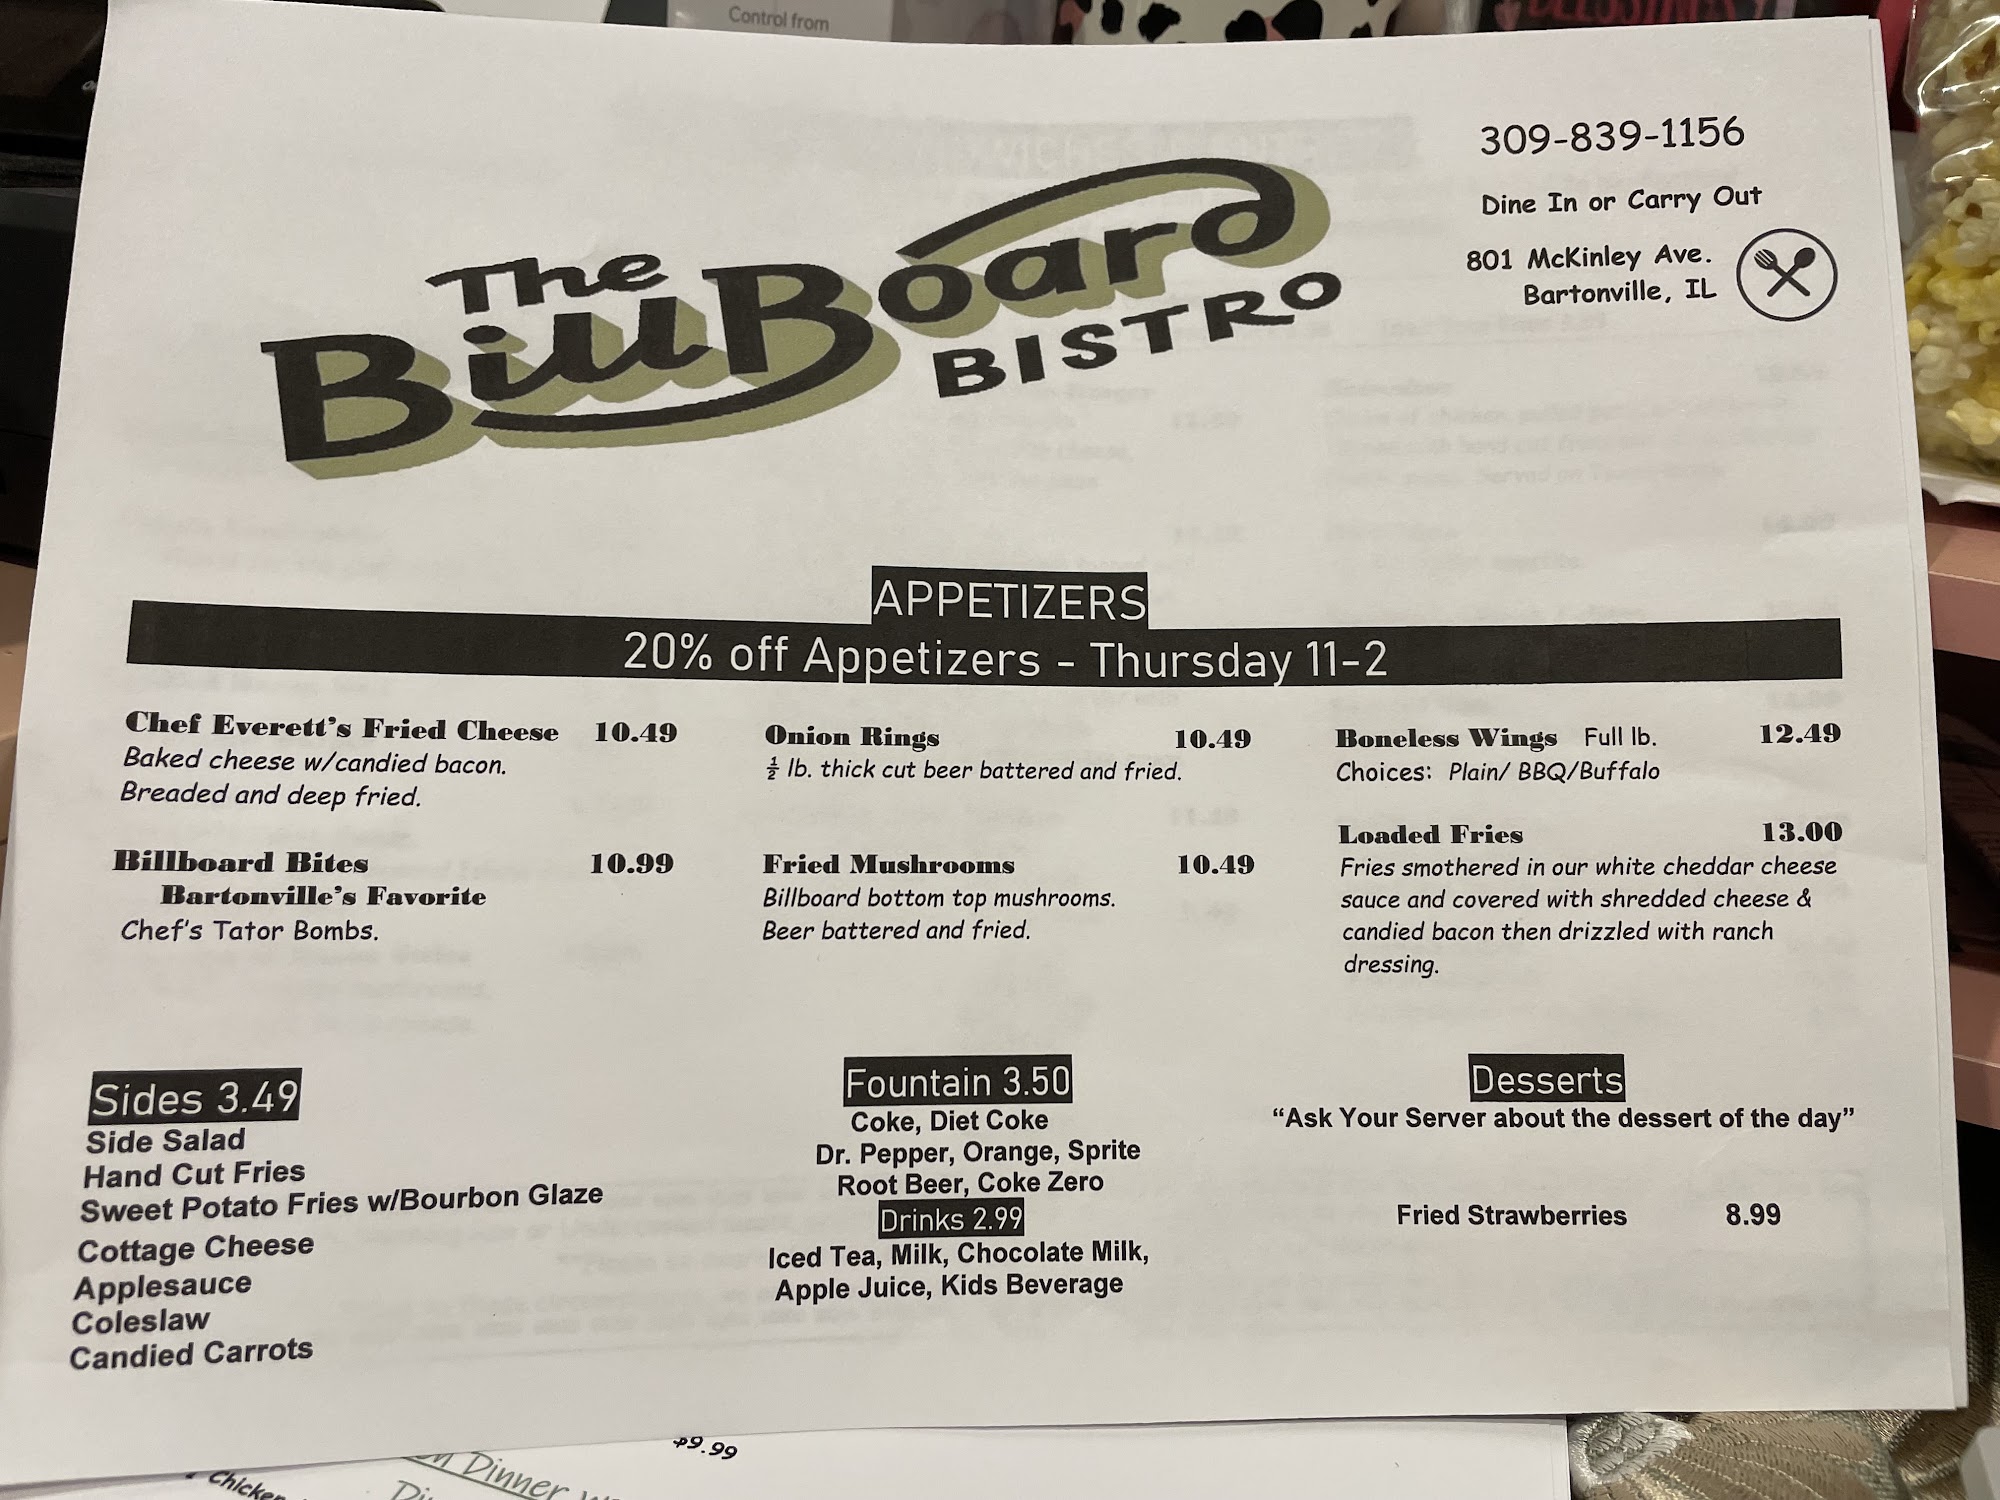 Control from
309-839-1156
Dine In or Carry Out
801 McKinley Ave.
Bartonville, IL
The
BillBoard
BISTRO
APPETIZERS
20% off Appetizers - Thursday 11-2
Chef Everett's Fried Cheese 10.49
Baked cheese w/candied bacon.
Breaded and deep fried.
Billboard Bites 10.99
Bartonville's Favorite
Chef's Tator Bombs.
Onion Rings 10.49
½ lb. thick cut beer battered and fried.
Fried Mushrooms 10.49
Billboard bottom top mushrooms.
Beer battered and fried.
Boneless Wings Full lb. 12.49
Choices: Plain/ BBQ/Buffalo
Loaded Fries 13.00
Fries smothered in our white cheddar cheese
sauce and covered with shredded cheese &
candied bacon then drizzled with ranch
dressing.
Sides 3.49
Side Salad
Hand Cut Fries
Sweet Potato Fries w/Bourbon Glaze
Cottage Cheese
Applesauce
Coleslaw
Candied Carrots
Fountain 3.50
Coke, Diet Coke
Dr. Pepper, Orange, Sprite
Root Beer, Coke Zero
Drinks 2.99
Iced Tea, Milk, Chocolate Milk,
Apple Juice, Kids Beverage
Desserts
"Ask Your Server about the dessert of the day"
Fried Strawberries 8.99
$9.99
Dinner
Chicken